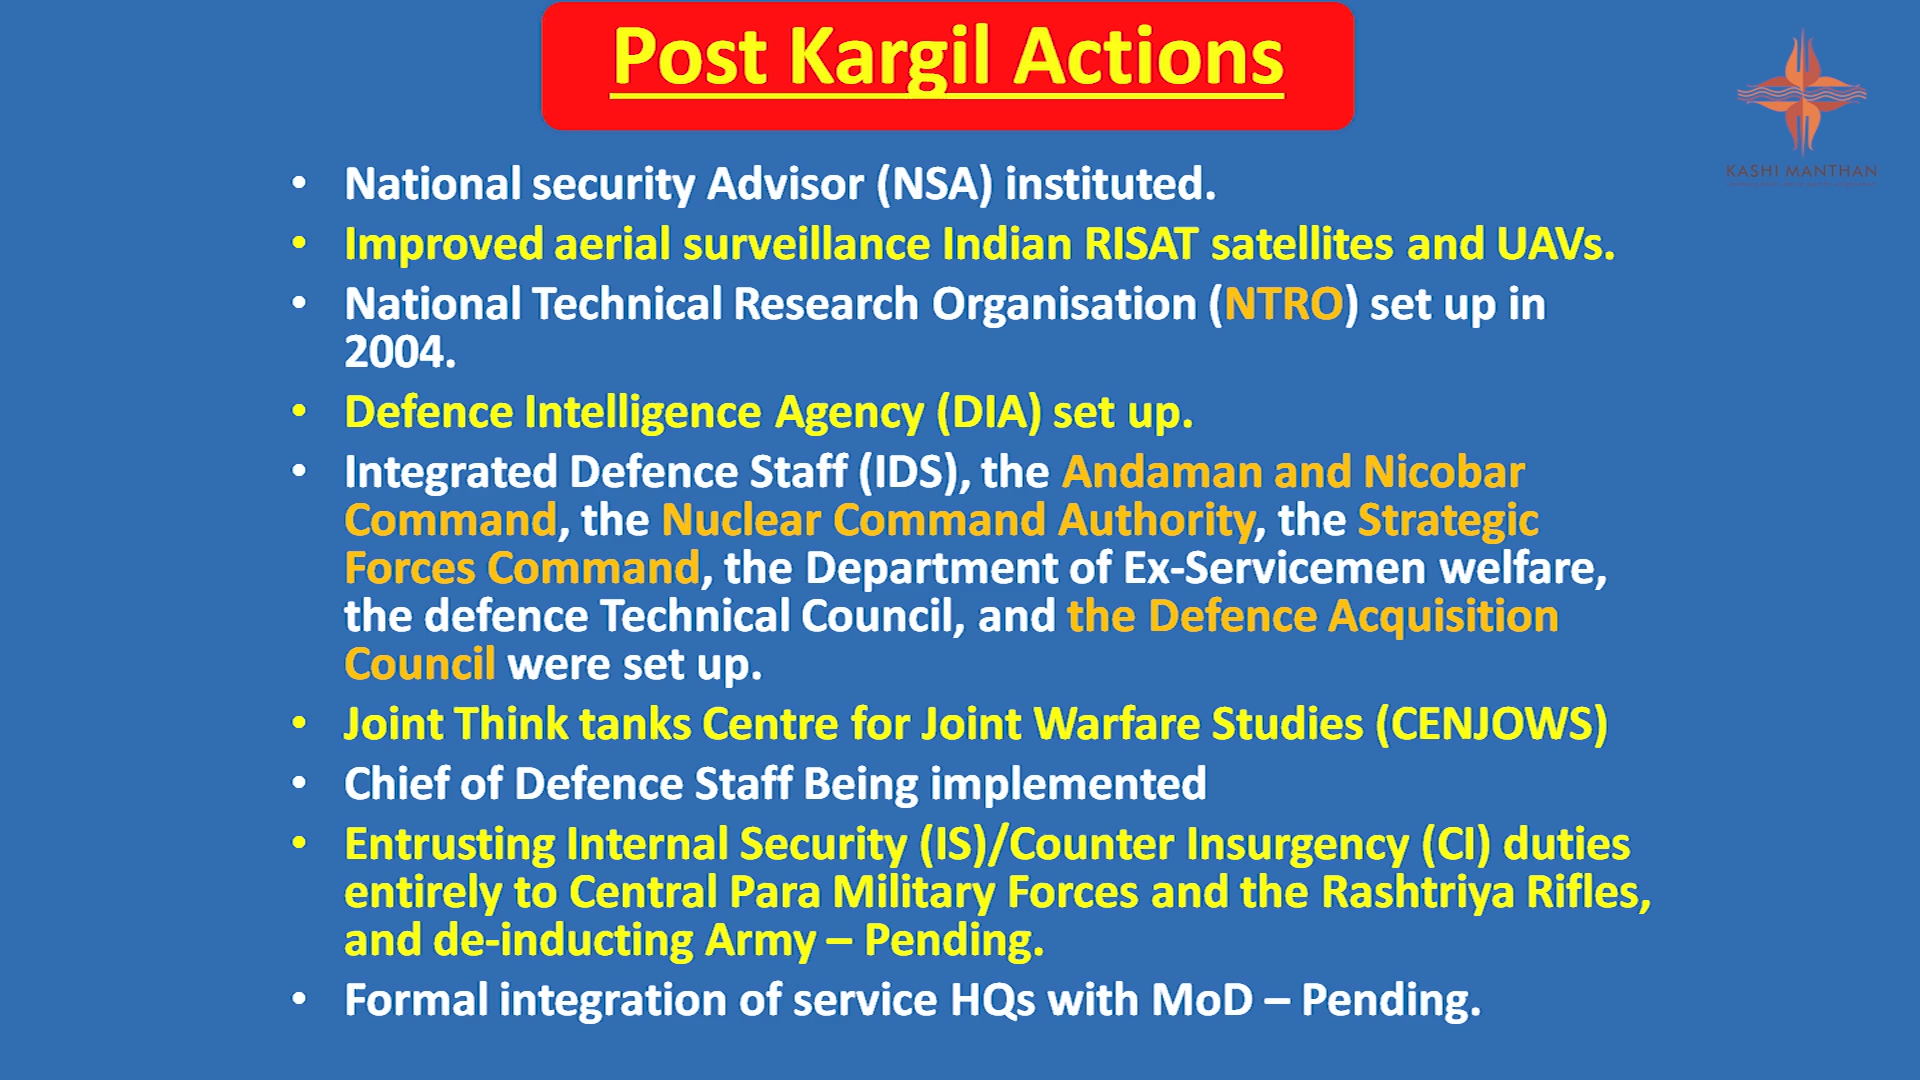 Post Kargil Actions
KASHI MANTHAN
• National security Advisor (NSA) instituted.
• Improved aerial surveillance Indian RISAT satellites and UAVs.
• National Technical Research Organisation (NTRO) set up in
2004.
• Defence Intelligence Agency (DIA) set up.
• Integrated Defence Staff (IDS), the Andaman and Nicobar
Command, the Nuclear Command Authority, the Strategic
Forces Command, the Department of Ex-Servicemen welfare,
the defence Technical Council, and the Defence Acquisition
Council were set up.
• Joint Think tanks Centre for Joint Warfare Studies (CENJOWS)
• Chief of Defence Staff Being implemented
• Entrusting Internal Security (IS)/Counter Insurgency (CI) duties
entirely to Central Para Military Forces and the Rashtriya Rifles,
and de-inducting Army – Pending.
• Formal integration of service HQs with MoD – Pending.